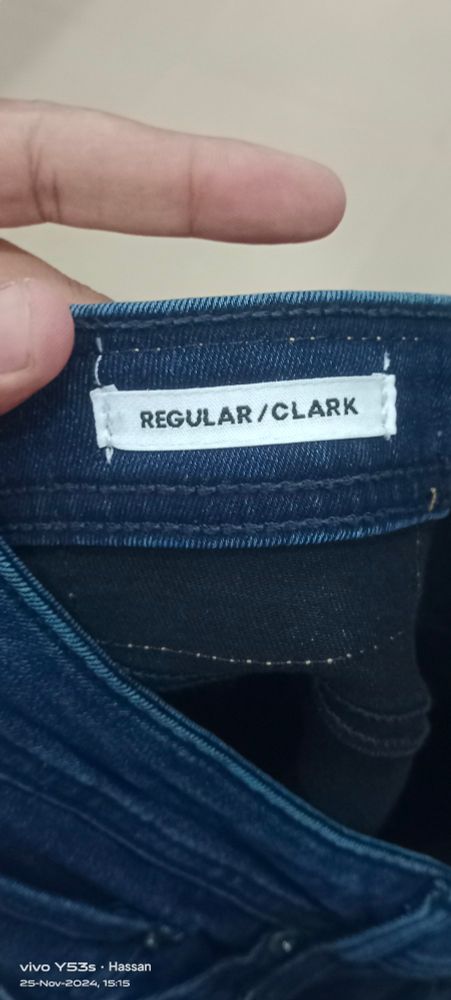 REGULAR/CLARK
vivo Y53s · Hassan
25-Nov-2024, 15:15